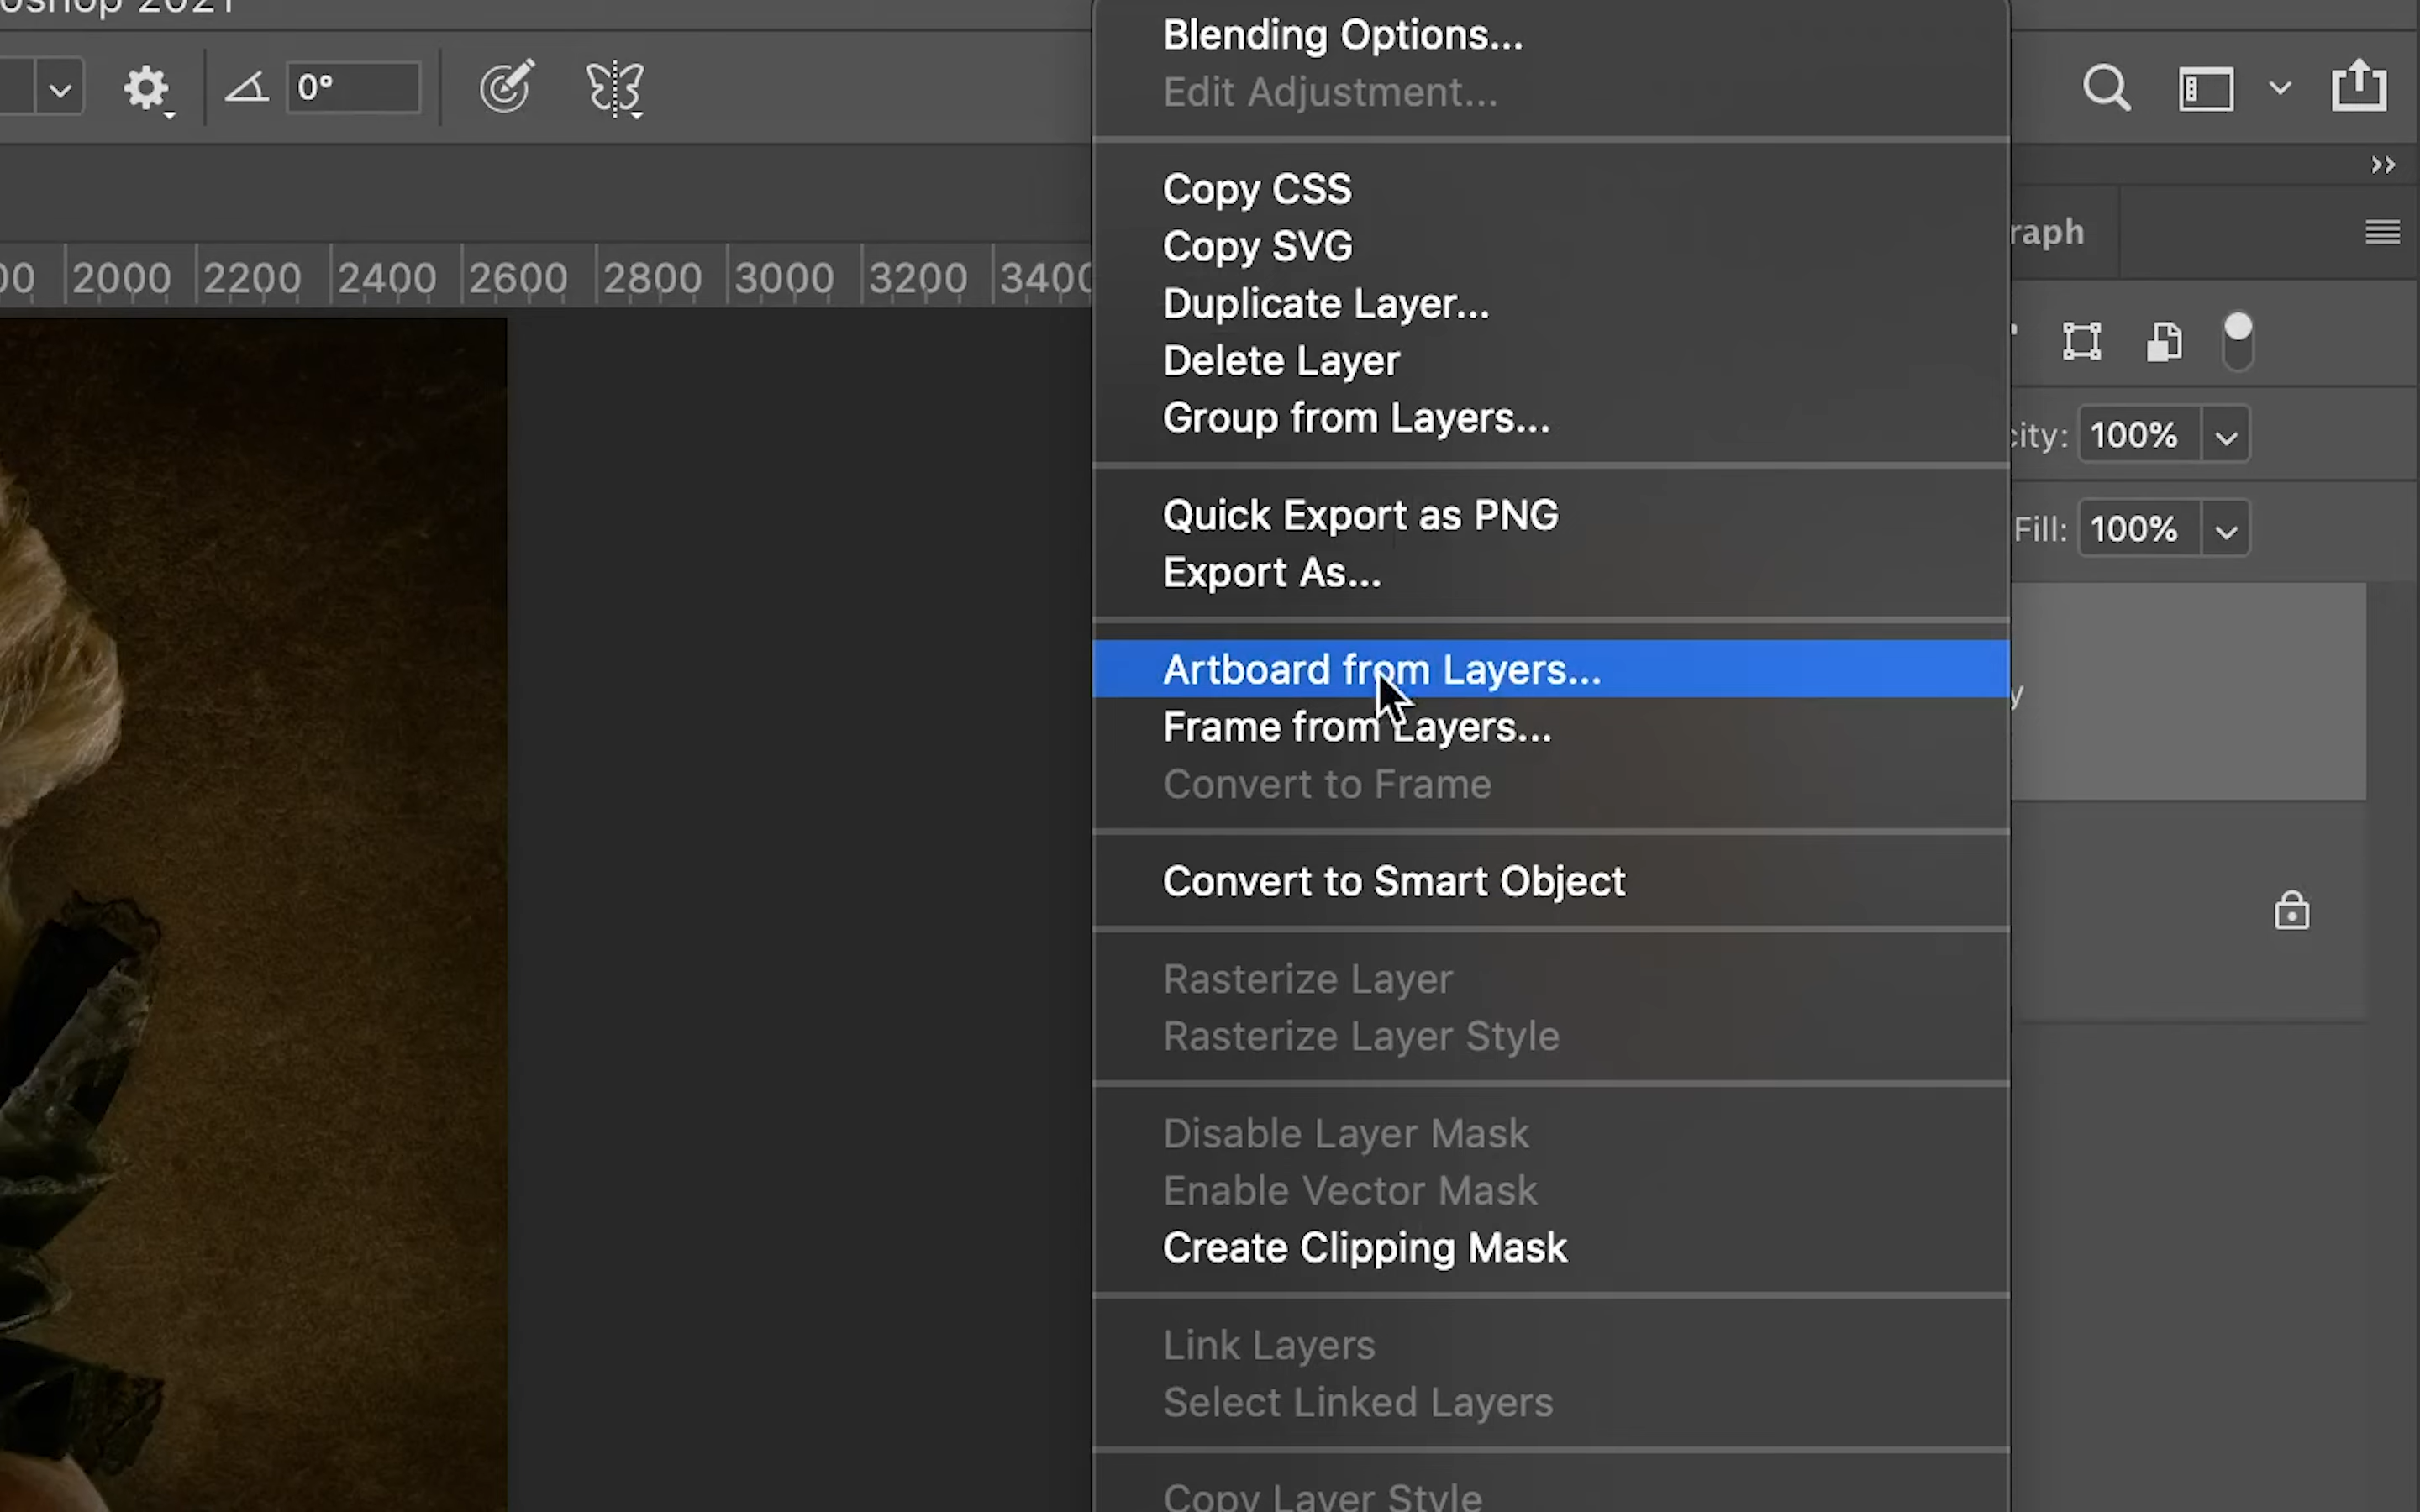 2021
Blending Options...
Edit Adjustment...
0°
Copy CSS
Copy SVG
Duplicate Layer...
Delete Layer
Group from Layers...
2000 2200 2400 2600 2800 3000 3200 3400
100%
Quick Export as PNG
Export As...
Fill: 100%
Artboard from Layers...
Frame from Layers...
Convert to Frame
Convert to Smart Object
Rasterize Layer
Rasterize Layer Style
Disable Layer Mask
Enable Vector Mask
Create Clipping Mask
Link Layers
Select Linked Layers
Copy Layer Style